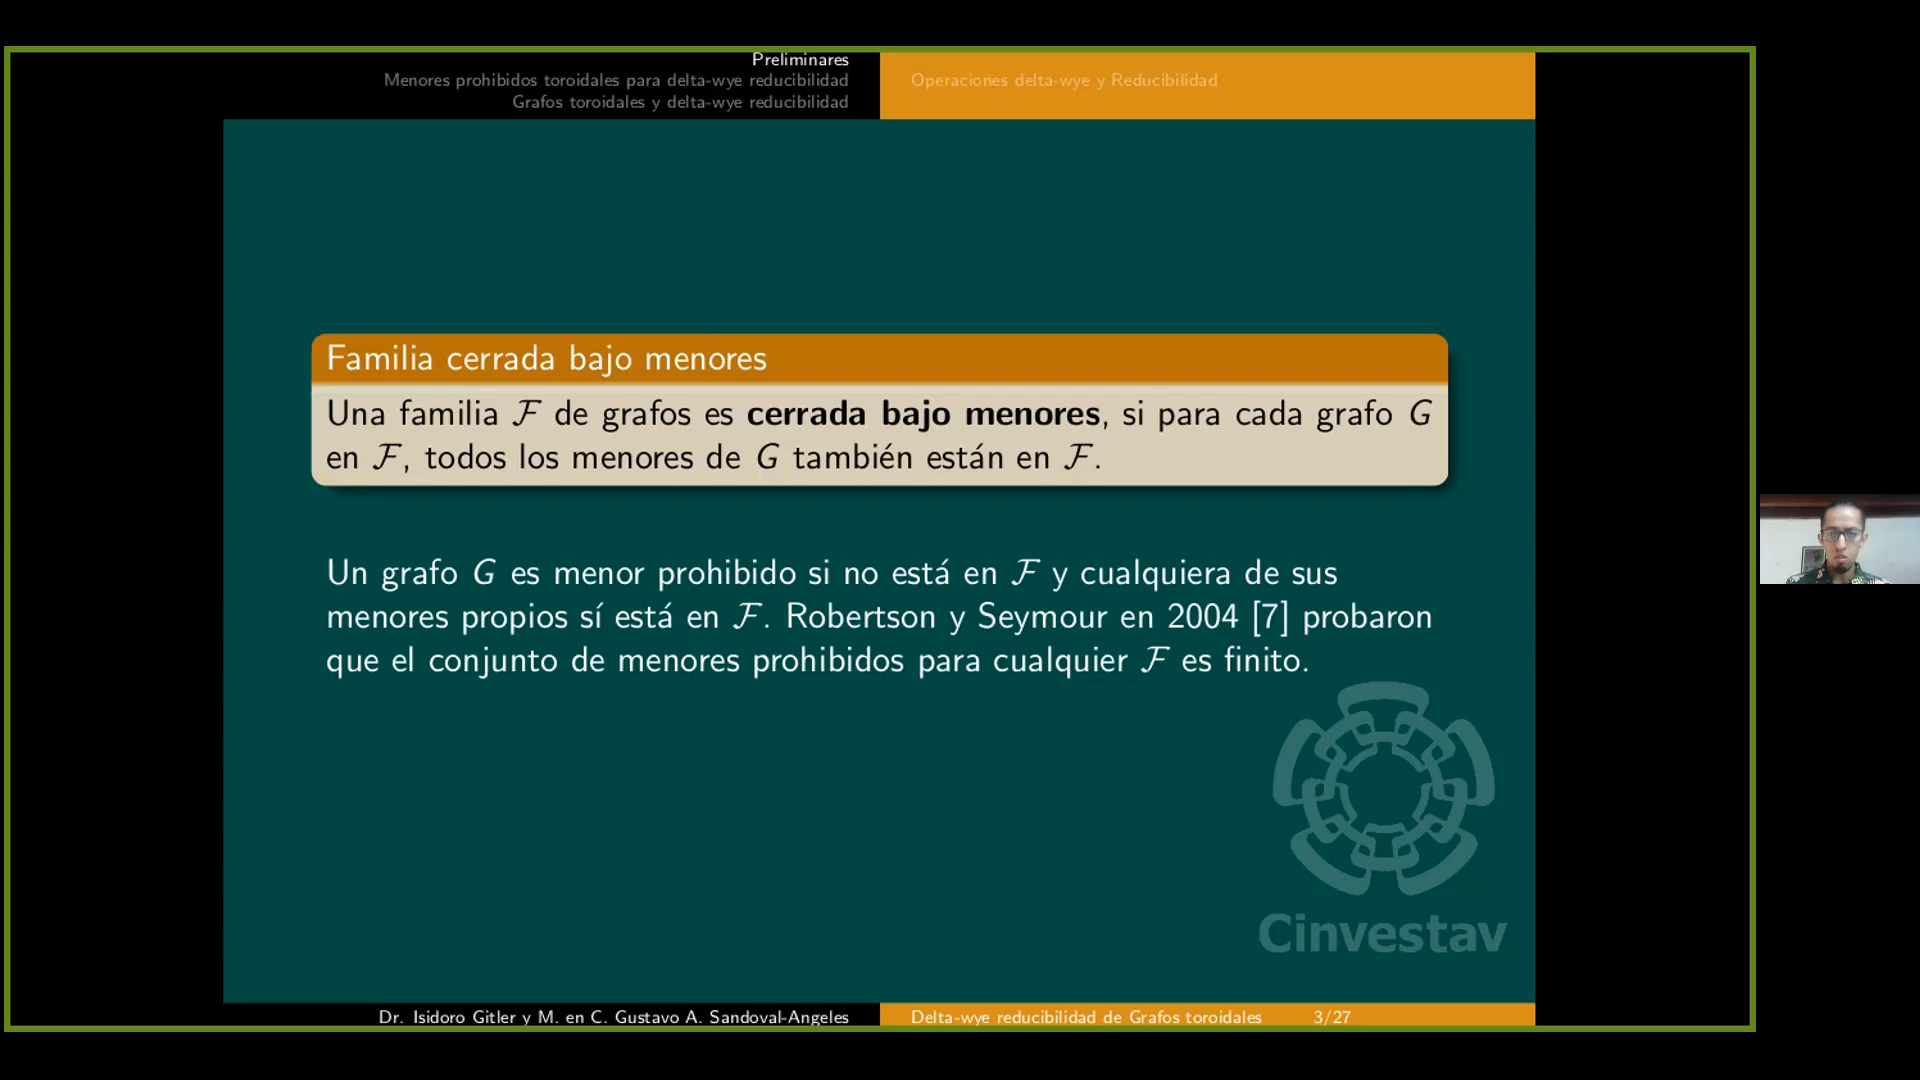 Preliminares
Menores prohibidos toroidales para delta-wye reducibilidad
Grafos toroidales y delta-wye reducibilidad
Operaciones delta-wye y Reducibilidad
Familia cerrada bajo menores
Una familia ℱ de grafos es cerrada bajo menores, si para cada grafo G
en ℱ, todos los menores de G también están en ℱ.
Un grafo G es menor prohibido si no está en ℱ y cualquiera de sus
menores propios sí está en ℱ. Robertson y Seymour en 2004 [7] probaron
que el conjunto de menores prohibidos para cualquier ℱ es finito.
Cinvestav
Dr. Isidoro Gitler y M. en C. Gustavo A. Sandoval-Angeles
Delta-wye reducibilidad de Grafos toroidales 3/27